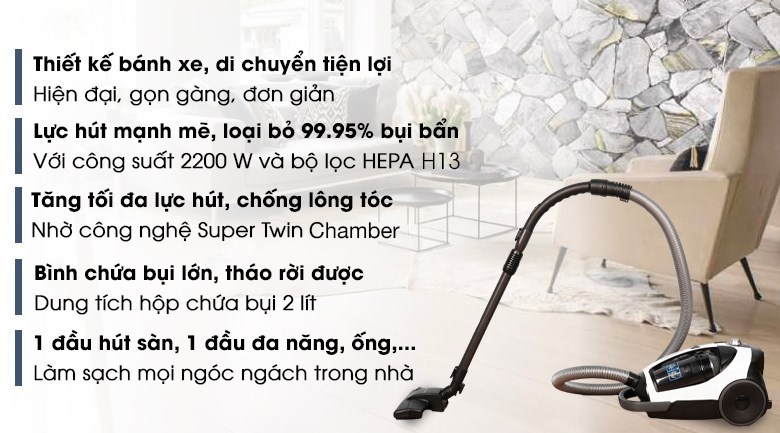 Thiết kế bánh xe, di chuyển tiện lợi
Hiện đại, gọn gàng, đơn giản
Lực hút mạnh mẽ, loại bỏ 99.95% bụi bẩn
Với công suất 2200 W và bộ lọc HEPA H13
Tăng tối đa lực hút, chống lông tóc
Nhờ công nghệ Super Twin Chamber
Bình chứa bụi lớn, tháo rời được
Dung tích hộp chứa bụi 2 lít
1 đầu hút sàn, 1 đầu đa năng, ống,...
Làm sạch mọi ngóc ngách trong nhà